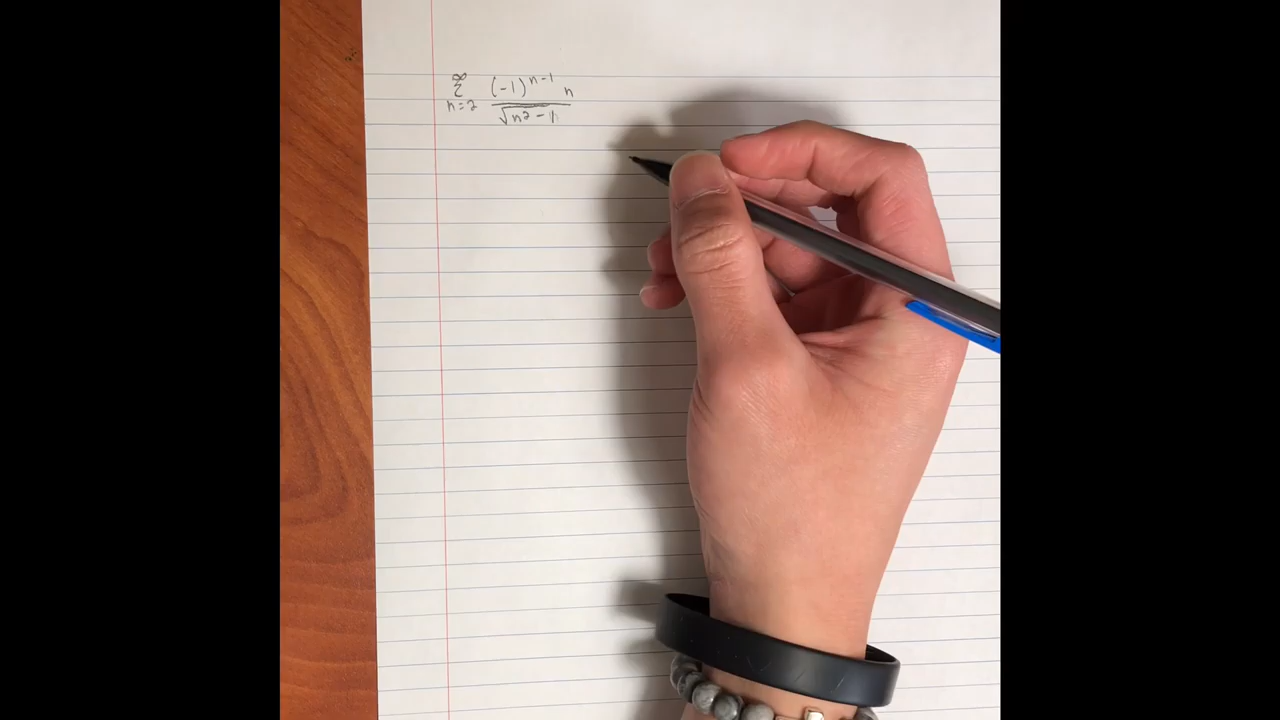 ∞
Σ (-1)^{n-1} n
n=2 √n² - n